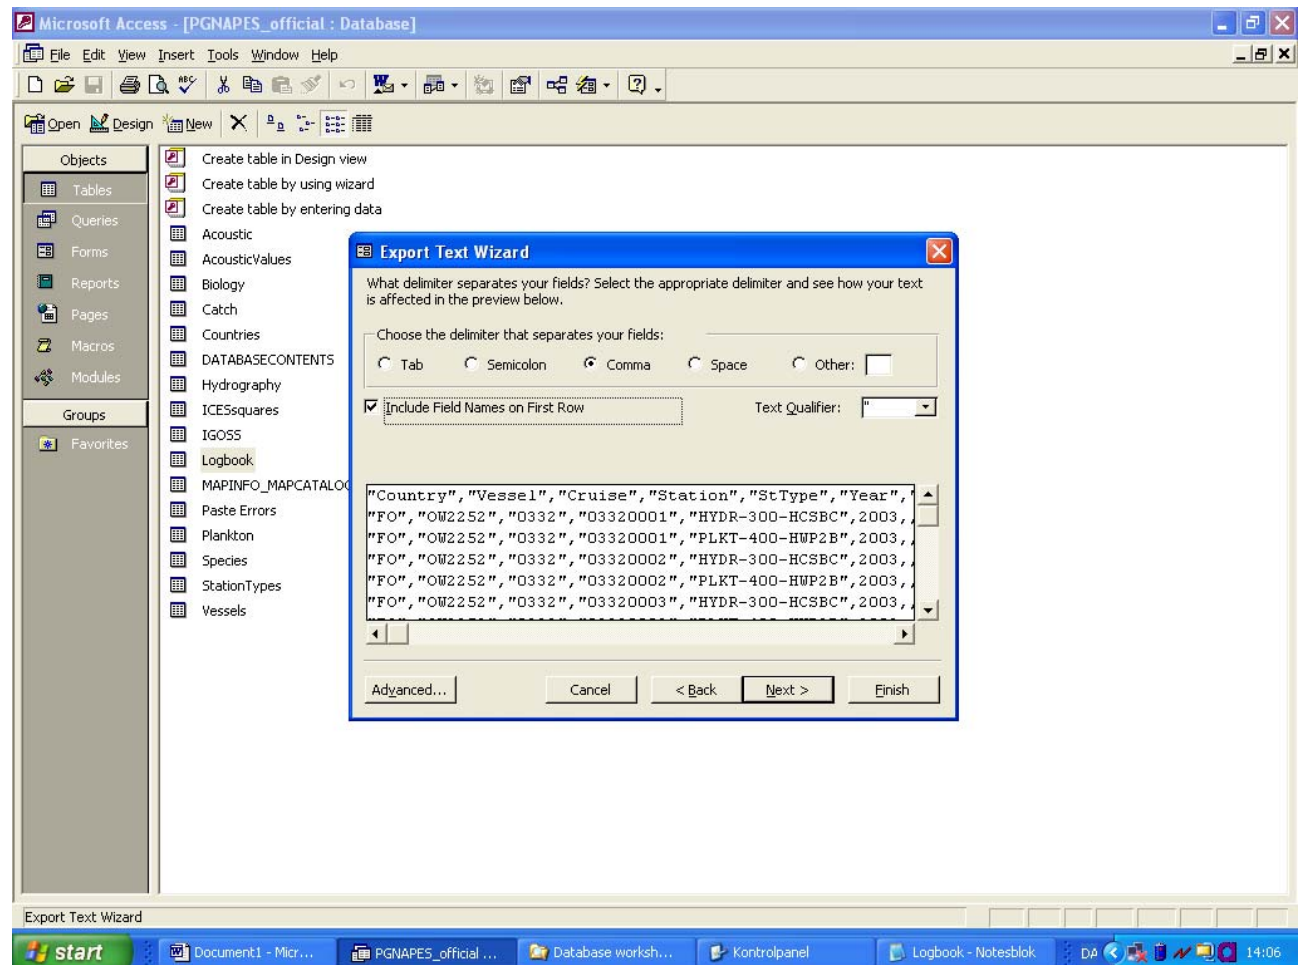 Microsoft Access - [PGNAPES_official : Database]
File Edit View Insert Tools Window Help
Open Design New
Objects
Tables
Queries
Forms
Reports
Pages
Macros
Modules
Groups
Favorites
Create table in Design view
Create table by using wizard
Create table by entering data
Acoustic
AcousticValues
Biology
Catch
Countries
DATABASECONTENTS
Hydrography
ICESsquares
IGOSS
Logbook
MAPINFO_MAPCATALOG
Paste Errors
Plankton
Species
StationTypes
Vessels
Export Text Wizard
What delimiter separates your fields? Select the appropriate delimiter and see how your text
is affected in the preview below.
Choose the delimiter that separates your fields:
Tab Semicolon Comma Space Other:
Include Field Names on First Row Text Qualifier: "
"Country","Vessel","Cruise","Station","StType","Year","
"FO","OW2252","0332","03320001","HYDR-300-HCSBC",2003,,
"FO","OW2252","0332","03320001","PLKT-400-HWP2B",2003,,
"FO","OW2252","0332","03320002","HYDR-300-HCSBC",2003,,
"FO","OW2252","0332","03320002","PLKT-400-HWP2B",2003,,
"FO","OW2252","0332","03320003","HYDR-300-HCSBC",2003,,
Advanced... Cancel < Back Next > Finish
Export Text Wizard
start Document1 - Micr... PGNAPES_official ... Database worksh... Kontrolpanel Logbook - Notesblok DA 14:06